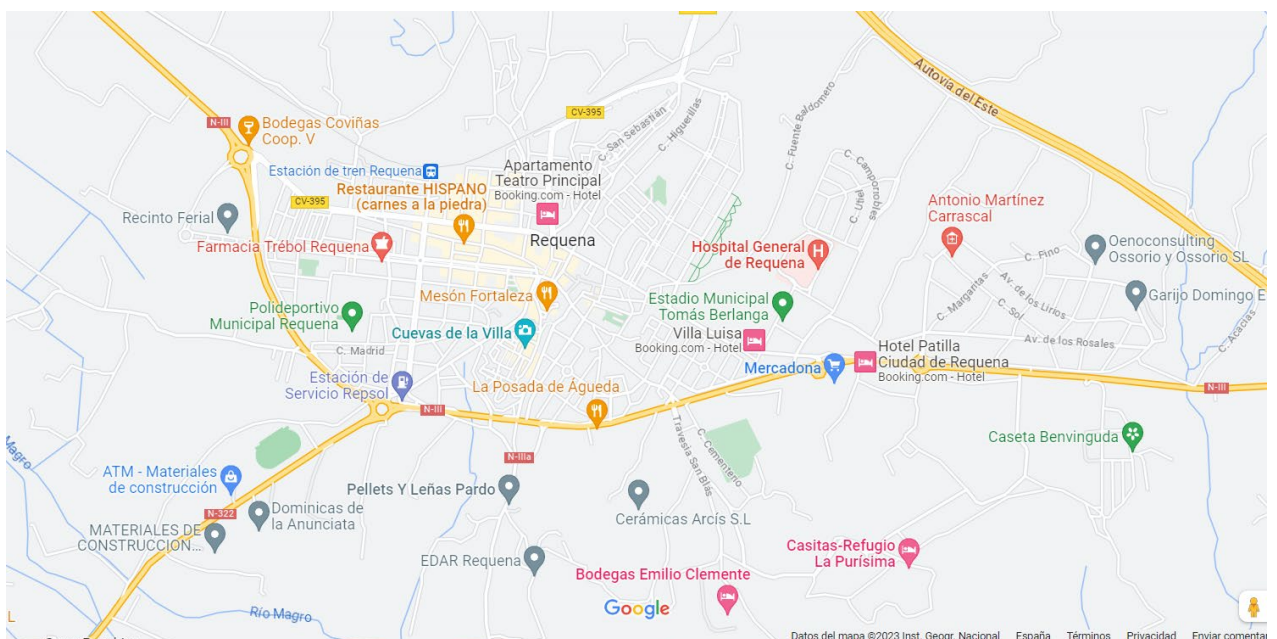 Autovía del Este
CV-395
N-III
Bodegas Coviñas
Coop. V
C. San Sebastián
C. Higuerillas
C. Fuente Baldomero
C. Camporrobles
C. Utiel
Estación de tren Requena
Apartamento
Teatro Principal
Booking.com - Hotel
Restaurante HISPANO
(carnes a la piedra)
CV-395
Recinto Ferial
Farmacia Trébol Requena
Requena
Hospital General
de Requena
Antonio Martínez
Carrascal
C. Fino
Oenoconsulting
Ossorio y Ossorio SL
Polideportivo
Municipal Requena
Mesón Fortaleza
Estadio Municipal
Tomás Berlanga
C. Margaritas
Av. de los Lirios
C. Sol
Garijo Domingo E
C. Acacias
Cuevas de la Villa
Villa Luisa
Booking.com - Hotel
Av. de los Rosales
C. Madrid
Hotel Patilla
Ciudad de Requena
Booking.com - Hotel
Mercadona
Estación de
Servicio Repsol
La Posada de Águeda
N-III
N-III
Travesía San Blás
C. Cementerio
Caseta Benvinguda
Magro
N-IIIa
ATM - Materiales
de construcción
Pellets Y Leñas Pardo
N-322
Dominicas de
la Anunciata
Cerámicas Arcís S.L
MATERIALES DE
CONSTRUCCION...
EDAR Requena
Casitas-Refugio
La Purísima
Bodegas Emilio Clemente
Río Magro
Google
L
Datos del mapa ©2023 Inst. Geogr. Nacional España Términos Privacidad Enviar comentar